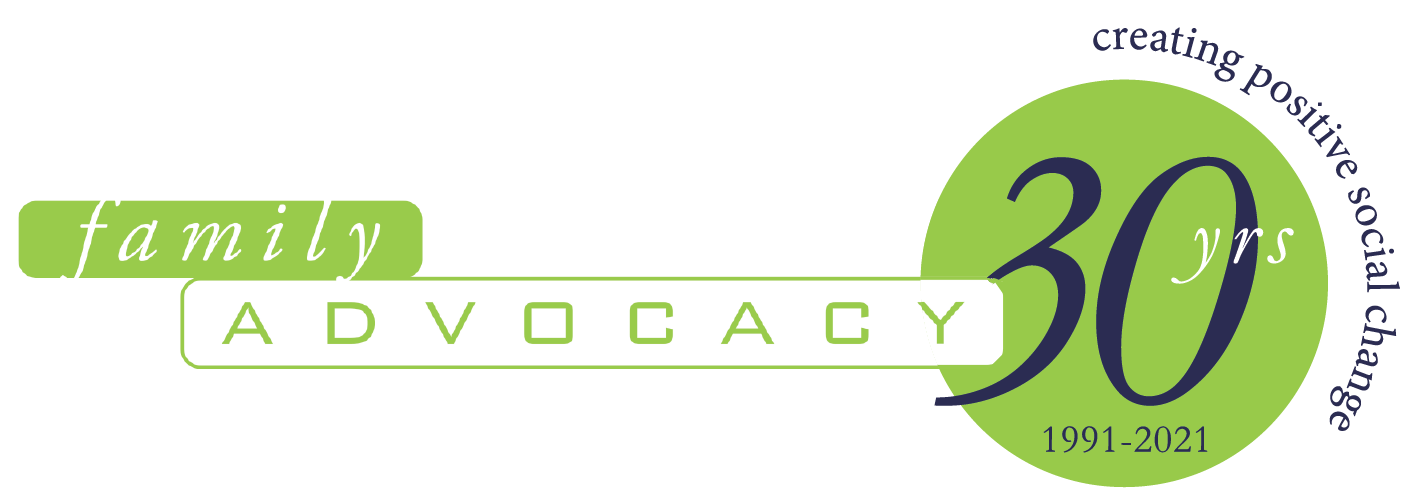 family
ADVOCACY
30
yrs
1991-2021
creating positive social change